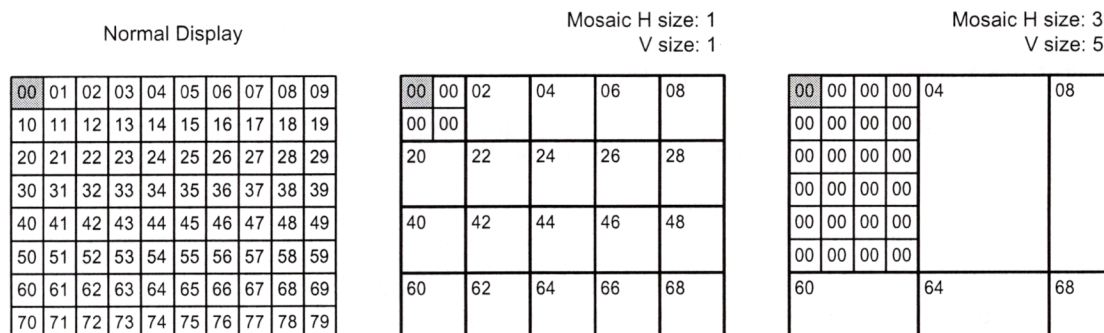 Normal Display
00 01 02 03 04 05 06 07 08 09
10 11 12 13 14 15 16 17 18 19
20 21 22 23 24 25 26 27 28 29
30 31 32 33 34 35 36 37 38 39
40 41 42 43 44 45 46 47 48 49
50 51 52 53 54 55 56 57 58 59
60 61 62 63 64 65 66 67 68 69
70 71 72 73 74 75 76 77 78 79
Mosaic H size: 1
V size: 1
00 00 02 04 06 08
00 00
20 22 24 26 28
40 42 44 46 48
60 62 64 66 68
Mosaic H size: 3
V size: 5
00 00 00 00 04 08
00 00 00 00
00 00 00 00
00 00 00 00
00 00 00 00
00 00 00 00
60 64 68